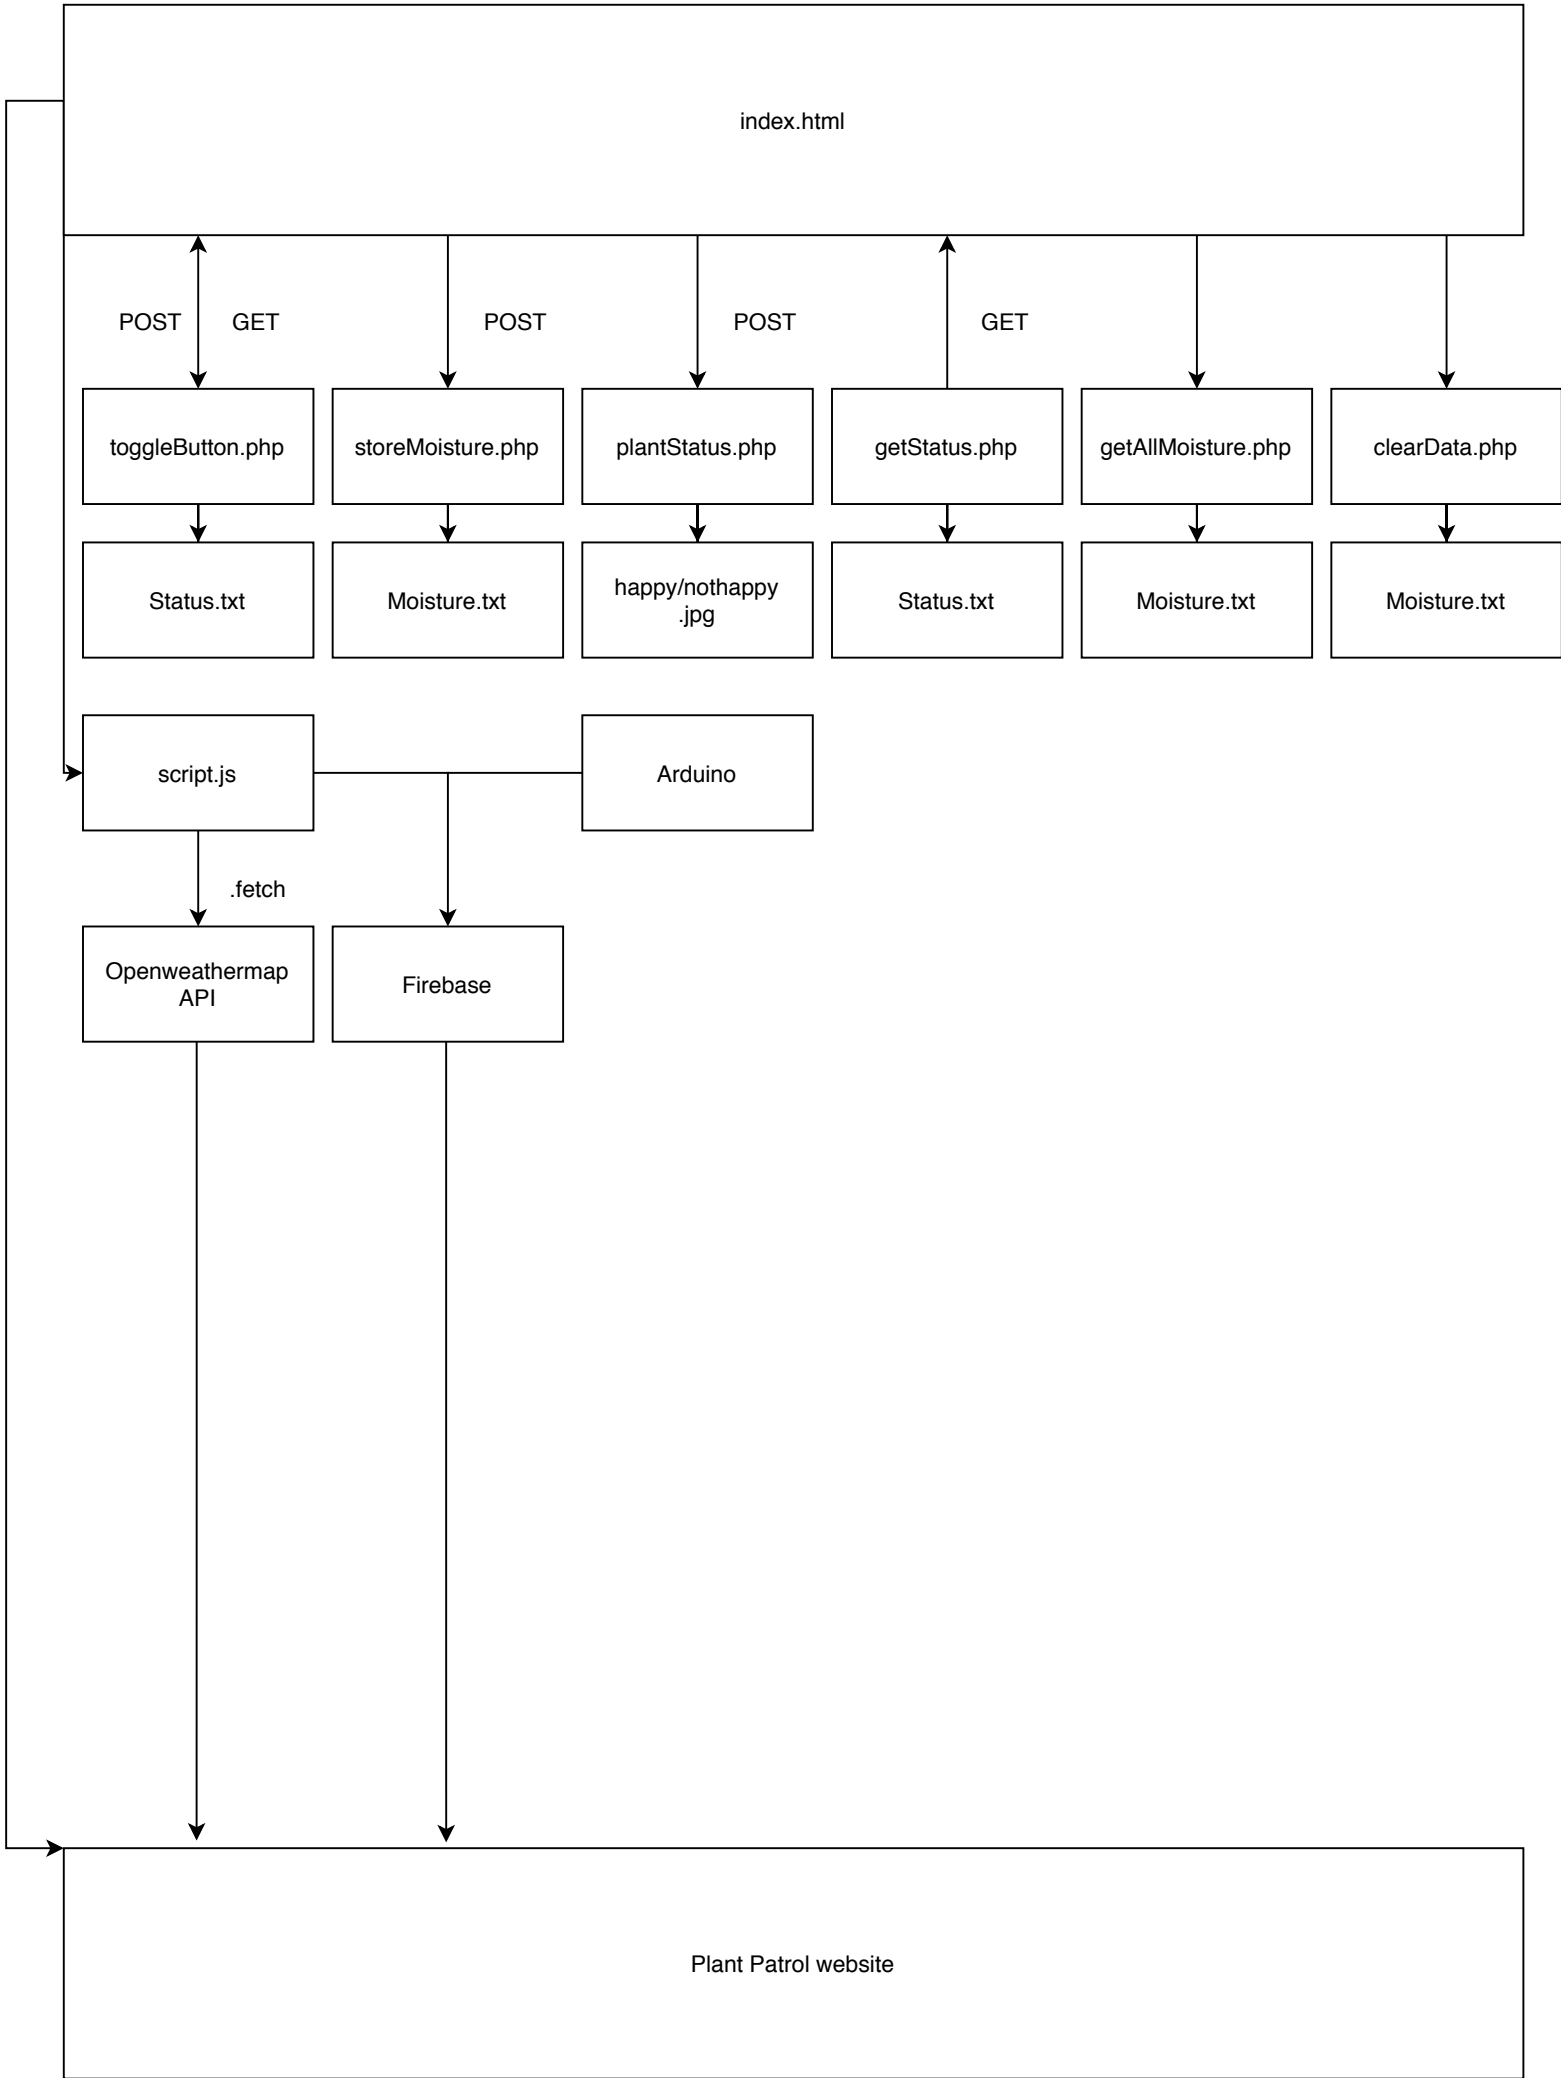 index.html
POST
GET
POST
POST
GET
toggleButton.php
storeMoisture.php
plantStatus.php
getStatus.php
getAllMoisture.php
clearData.php
Status.txt
Moisture.txt
happy/nothappy
.jpg
Status.txt
Moisture.txt
Moisture.txt
script.js
Arduino
.fetch
Openweathermap
API
Firebase
Plant Patrol website